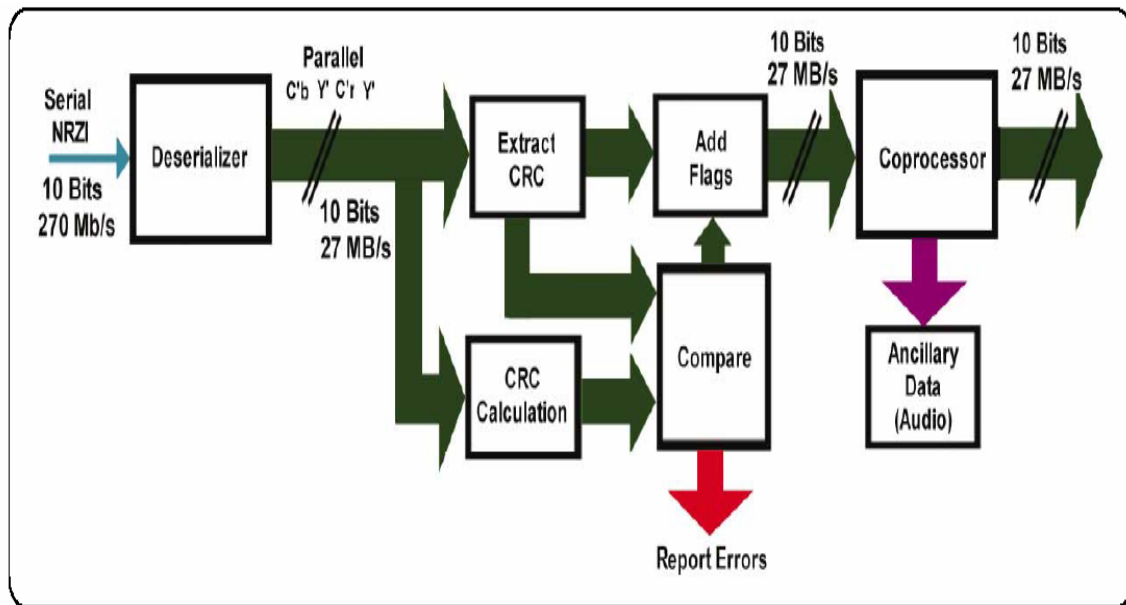 Serial
NRZI
10 Bits
270 Mb/s
Deserializer
Parallel
C'b Y' C'r Y'
10 Bits
27 MB/s
Extract
CRC
CRC
Calculation
Add
Flags
Compare
Report Errors
10 Bits
27 MB/s
Coprocessor
10 Bits
27 MB/s
Ancillary
Data
(Audio)